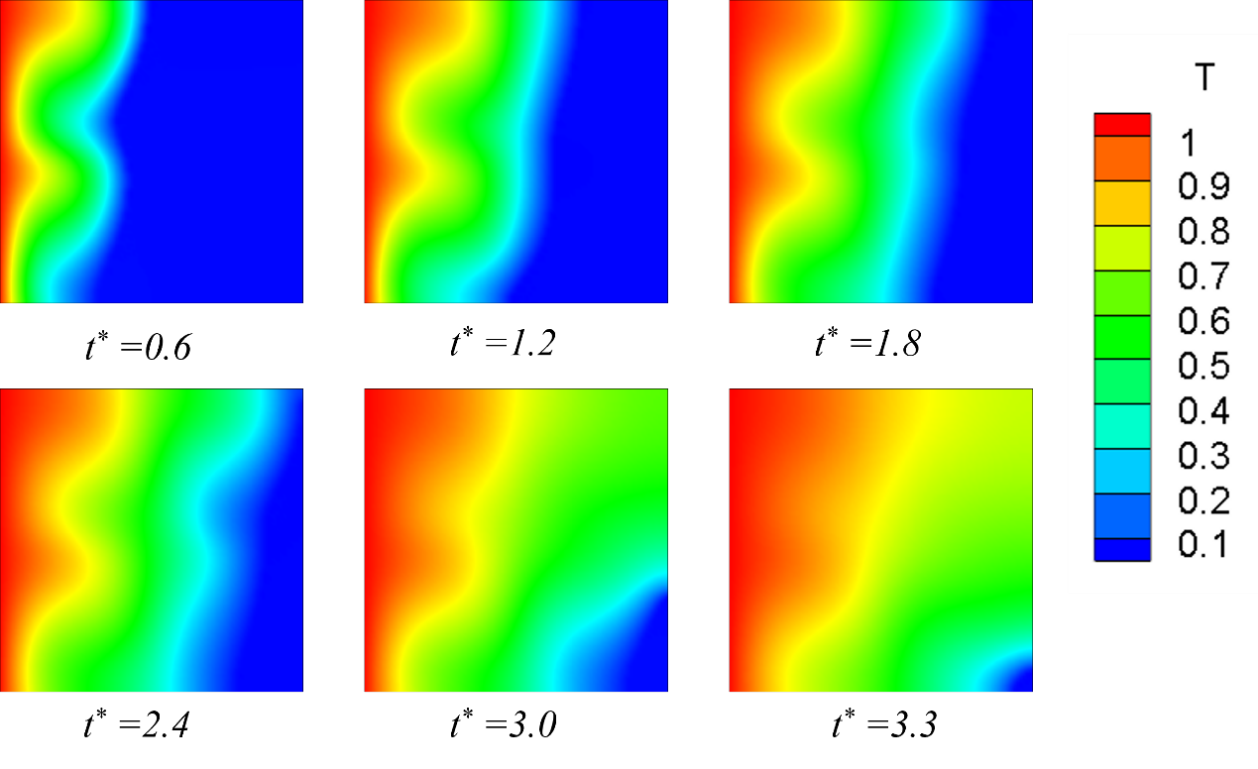 T
1
0.9
0.8
0.7
0.6
0.5
0.4
0.3
0.2
0.1
t* =0.6
t* =1.2
t* =1.8
t* =2.4
t* =3.0
t* =3.3